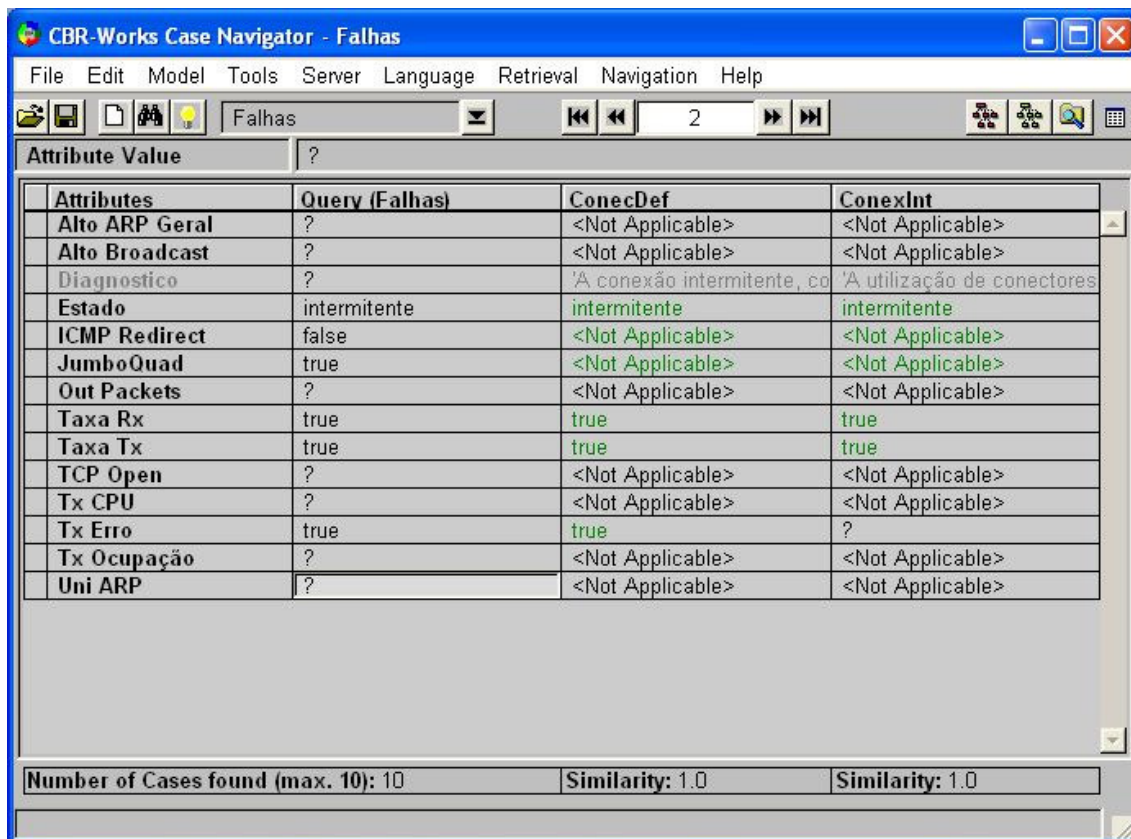 CBR-Works Case Navigator - Falhas
File Edit Model Tools Server Language Retrieval Navigation Help
Falhas 2
Attribute Value ?
Attributes Query (Falhas) ConecDef ConexInt
Alto ARP Geral ? <Not Applicable> <Not Applicable>
Alto Broadcast ? <Not Applicable> <Not Applicable>
Diagnostico ? 'A conexão intermitente, co 'A utilização de conectores
Estado intermitente intermitente intermitente
ICMP Redirect false <Not Applicable> <Not Applicable>
JumboQuad true <Not Applicable> <Not Applicable>
Out Packets ? <Not Applicable> <Not Applicable>
Taxa Rx true true true
Taxa Tx true true true
TCP Open ? <Not Applicable> <Not Applicable>
Tx CPU ? <Not Applicable> <Not Applicable>
Tx Erro true true ?
Tx Ocupação ? <Not Applicable> <Not Applicable>
Uni ARP ? <Not Applicable> <Not Applicable>
Number of Cases found (max. 10): 10 Similarity: 1.0 Similarity: 1.0